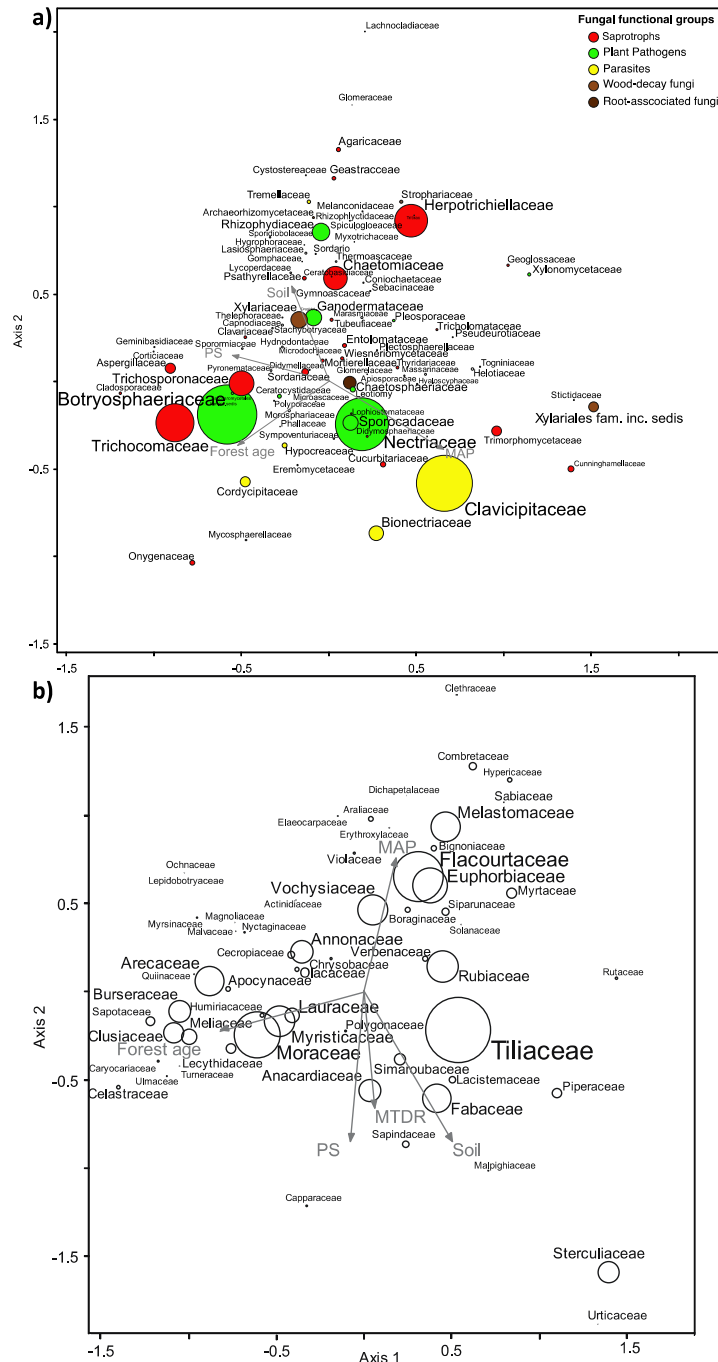 a)
Fungal functional groups
Saprotrophs
Plant Pathogens
Parasites
Wood-decay fungi
Root-asscociated fungi
Lachnocladiaceae
Glomeraceae
1.5
Agaricaceae
Cystostereaceae
Geastracceae
Tremellaceae
Strophariaceae
Archaeorhizomycetaceae
Melanconidaceae
Herpotrichiellaceae
Rhizophydiaceae
Rhizophlyctidaceae
Sporidiobolaceae
Spiculogloeaceae
Hygrophoraceae
Myxotrichaceae
Lasiosphaeriaceae
Sordario
Gomphaceae
Thermoascaceae
Geoglossaceae
Lycoperdaceae
Chaetomiaceae
Xylonomycetaceae
Psathyrellaceae
Coniochaetaceae
Soil
Gymnoascaceae
Sebacinaceae
0.5
Xylariaceae
Ganodermataceae
Thelephoraceae
Marasmiaceae
Pleosporaceae
Capnodiaceae
Tubeufiaceae
Tricholomataceae
Clavariaceae
Stachybotryaceae
Pseudeurotiaceae
Sporormiaceae
Hydnodontaceae
Entolomataceae
Geminibasidiaceae
Microdochiaceae
Wiesneriomycetaceae
Plectosphaerellaceae
PS
Corticiaceae
Didymellaceae
Mortierellaceae
Thyridariaceae
Togniniaceae
Aspergillaceae
Pyronemataceae
Glomerellaceae
Massarinaceae
Helotiaceae
Trichosporonaceae
Sordanaceae
Apiosporaceae
Hyaloscyphaceae
Cladosporaceae
Ceratocystidaceae
Microascaceae
Chaetosphaeriaceae
Leotiomy
Botryosphaeriaceae
Polyporaceae
Stictidaceae
Morosphariaceae
Lophiostomataceae
Trichocomaceae
Phallaceae
Sporocadaceae
Xylariales fam. inc. sedis
Sympoventuriaceae
Didymosphaeriaceae
Trimorphomycetaceae
Forest age
Nectriaceae
Hypocreaceae
MAP
Cucurbitariaceae
Eremomycetaceae
Cunninghamellaceae
-0.5
Cordycipitaceae
Clavicipitaceae
Bionectriaceae
Mycosphaerellaceae
Onygenaceae
-1.5
Axis 2
-1.5
-0.5
0.5
1.5
b)
Clethraceae
1.5
Combretaceae
Hypericaceae
Dichapetalaceae
Sabiaceae
Araliaceae
Melastomaceae
Elaeocarpaceae
Erythroxylaceae
MAP
Bignoniaceae
Violaceae
Flacourtaceae
Ochnaceae
Euphorbiaceae
Lepidobotryaceae
Vochysiaceae
Myrtaceae
0.5
Actinidiaceae
Siparunaceae
Magnoliaceae
Boraginaceae
Myrsinaceae
Solanaceae
Malvaceae
Nyctaginaceae
Annonaceae
Verbenaceae
Cecropiaceae
Chrysobaceae
Arecaceae
Icacaceae
Rubiaceae
Rutaceae
Quiinaceae
Apocynaceae
Burseraceae
Humiriaceae
Lauraceae
Sapotaceae
Meliaceae
Polygonaceae
Clusiaceae
Myristicaceae
Tiliaceae
Forest age
Moraceae
Lecythidaceae
Simaroubaceae
Caryocariaceae
Turneraceae
Anacardiaceae
Lacistemaceae
Ulmaceae
Celastraceae
Piperaceae
-0.5
MTDR
Fabaceae
Sapindaceae
PS
Soil
Malpighiaceae
Capparaceae
Sterculiaceae
-1.5
Urticaceae
Axis 2
-1.5
-0.5
0.5
1.5
Axis 1